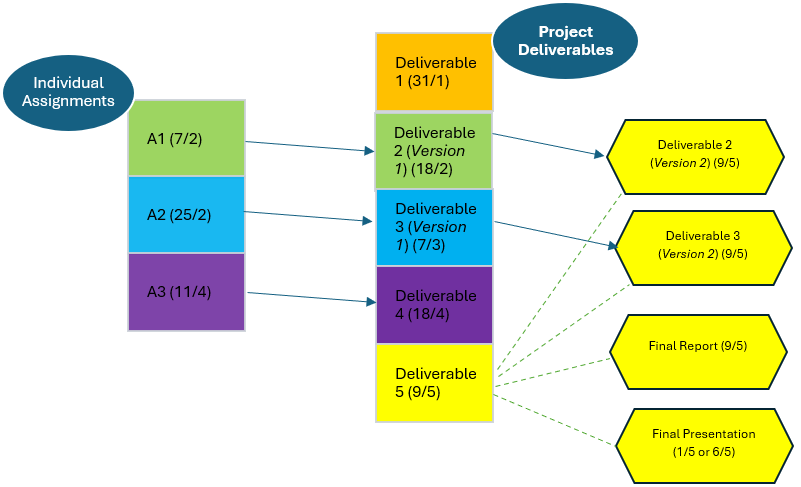 Individual
Assignments
A1 (7/2)
A2 (25/2)
A3 (11/4)
Project
Deliverables
Deliverable
1 (31/1)
Deliverable
2 (Version
1) (18/2)
Deliverable
3 (Version
1) (7/3)
Deliverable
4 (18/4)
Deliverable
5 (9/5)
Deliverable 2
(Version 2) (9/5)
Deliverable 3
(Version 2) (9/5)
Final Report (9/5)
Final Presentation
(1/5 or 6/5)